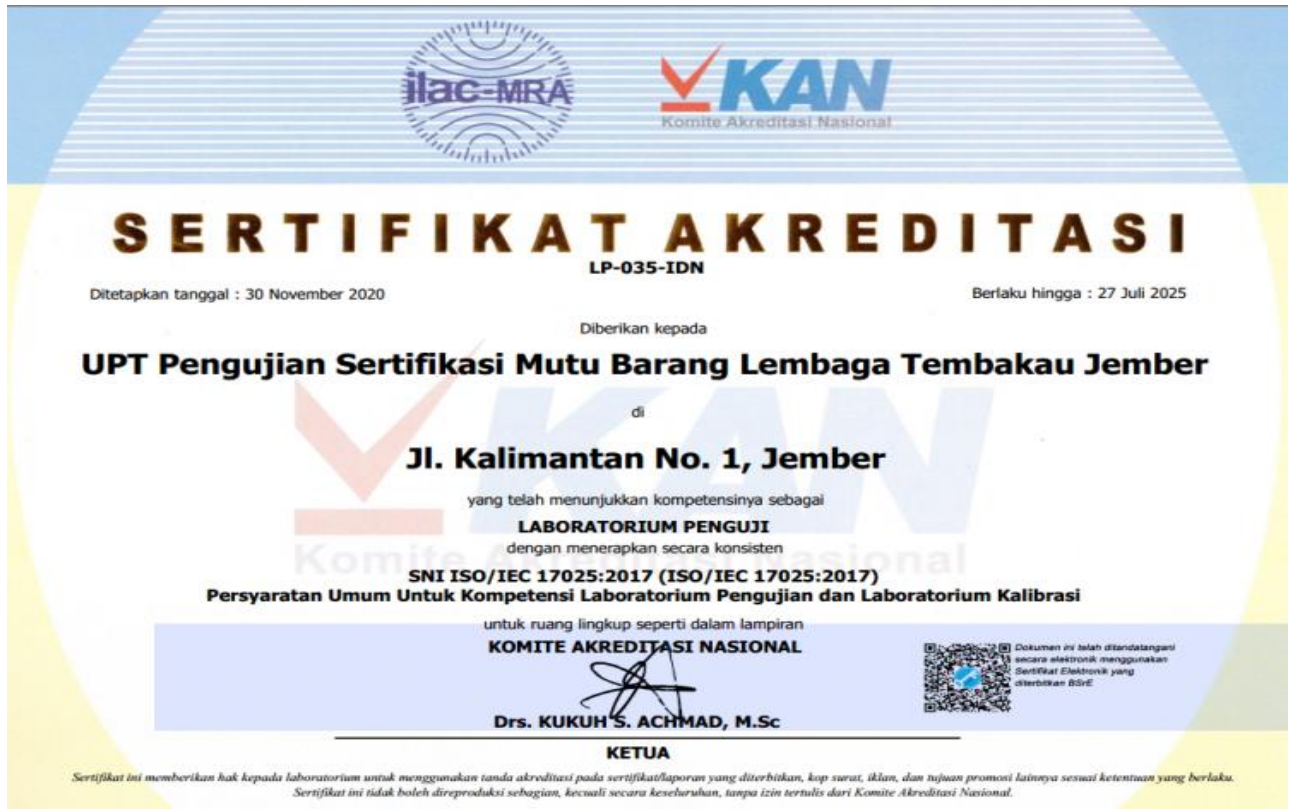 ilac-MRA
KAN
Komite Akreditasi Nasional
SERTIFIKAT AKREDITASI
LP-035-IDN
Ditetapkan tanggal : 30 November 2020
Berlaku hingga : 27 Juli 2025
Diberikan kepada
UPT Pengujian Sertifikasi Mutu Barang Lembaga Tembakau Jember
di
Jl. Kalimantan No. 1, Jember
yang telah menunjukkan kompetensinya sebagai
LABORATORIUM PENGUJI
dengan menerapkan secara konsisten
SNI ISO/IEC 17025:2017 (ISO/IEC 17025:2017)
Persyaratan Umum Untuk Kompetensi Laboratorium Pengujian dan Laboratorium Kalibrasi
untuk ruang lingkup seperti dalam lampiran
KOMITE AKREDITASI NASIONAL
Dokumen ini telah ditandatangani
secara elektronik menggunakan
Sertifikat Elektronik yang
diterbitkan BSrE
Drs. KUKUH S. ACHMAD, M.Sc
KETUA
Sertifikat ini memberikan hak kepada laboratorium untuk menggunakan tanda akreditasi pada sertifikat/laporan yang diterbitkan, kop surat, iklan, dan tujuan promosi lainnya sesuai ketentuan yang berlaku.
Sertifikat ini tidak boleh direproduksi sebagian, kecuali secara keseluruhan, tanpa izin tertulis dari Komite Akreditasi Nasional.
KAN
Komite Akreditasi Nasional